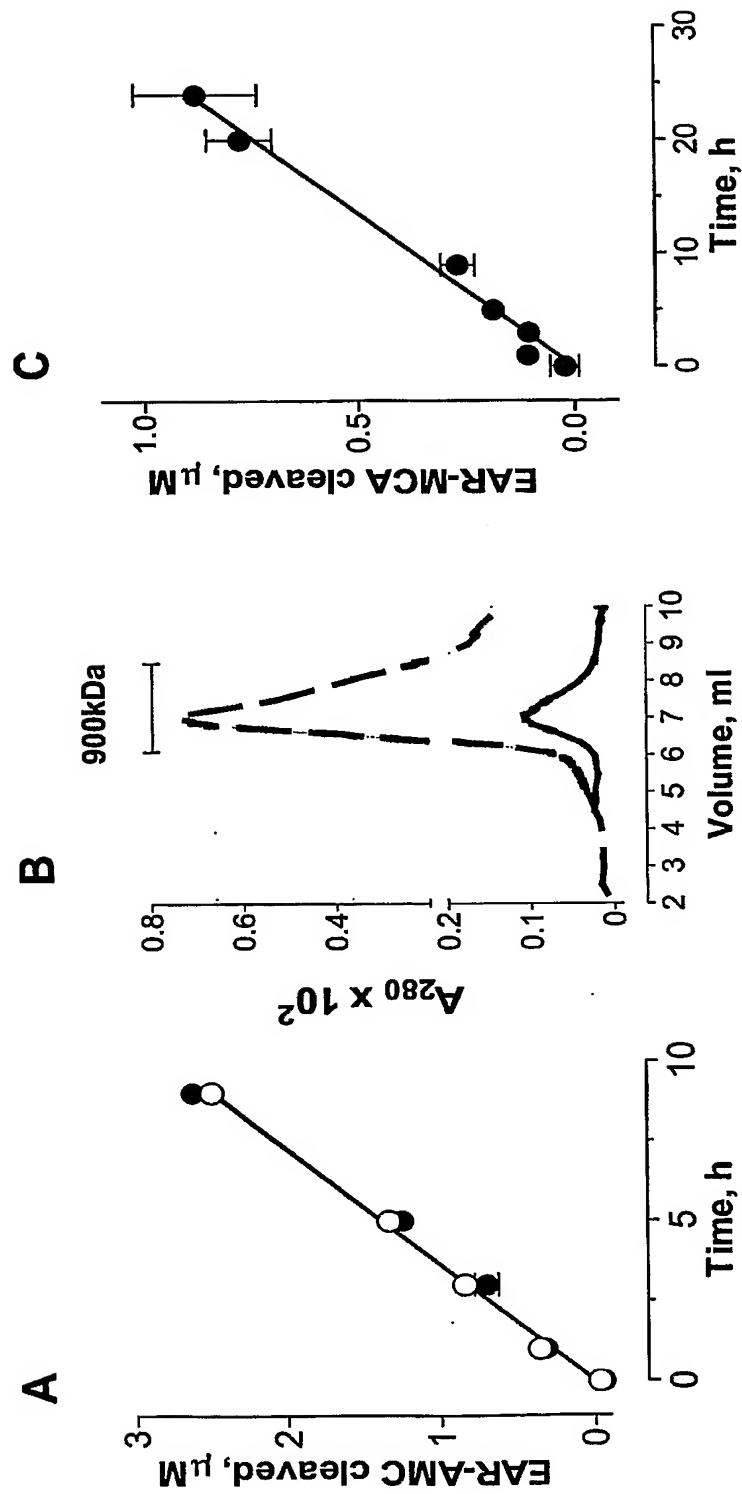 A
EAR-AMC cleaved, µM
3
2
1
0
0 5 10
Time, h
B
900kDa
A280 x 10²
0.8
0.6
0.4
0.2
0.1
0
2 3 4 5 6 7 8 9 10
Volume, ml
C
EAR-MCA cleaved, µM
1.0
0.5
0.0
0 10 20 30
Time, h